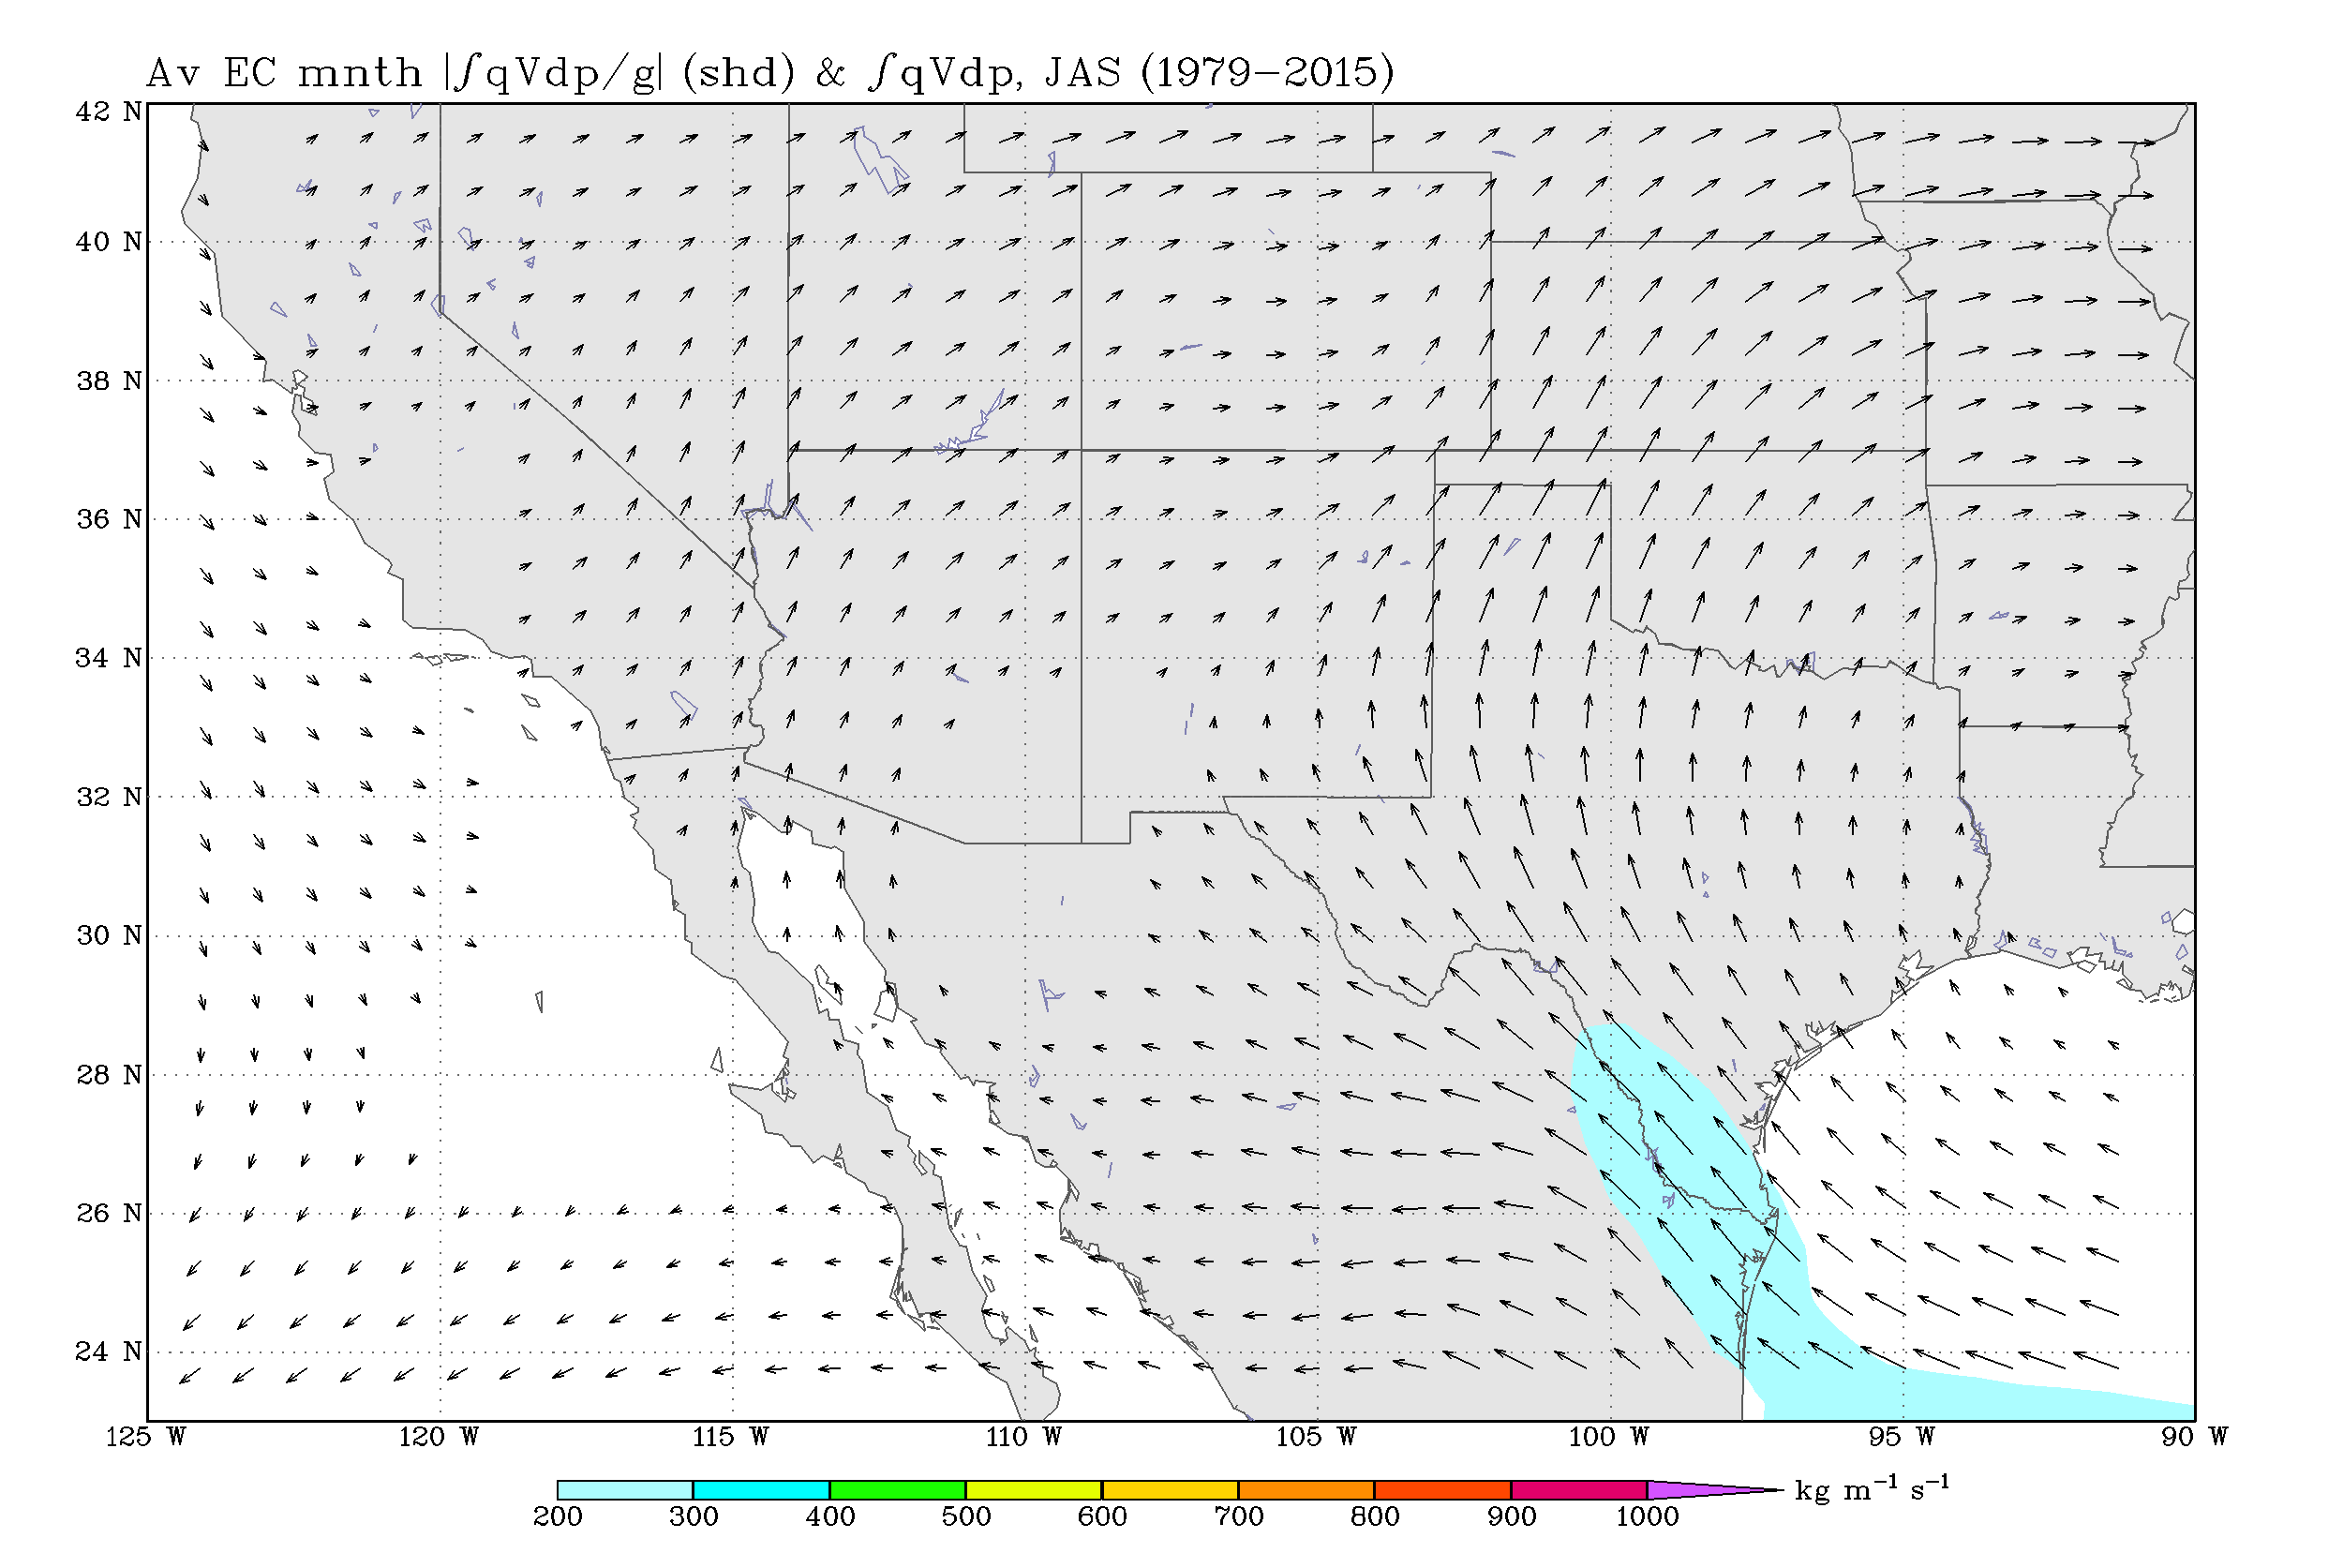 Av EC mnth |∫qVdp/g| (shd) & ∫qVdp, JAS (1979−2015)
42 N
40 N
38 N
36 N
34 N
32 N
30 N
28 N
26 N
24 N
125 W 120 W 115 W 110 W 105 W 100 W 95 W 90 W
kg m⁻¹ s⁻¹
200 300 400 500 600 700 800 900 1000